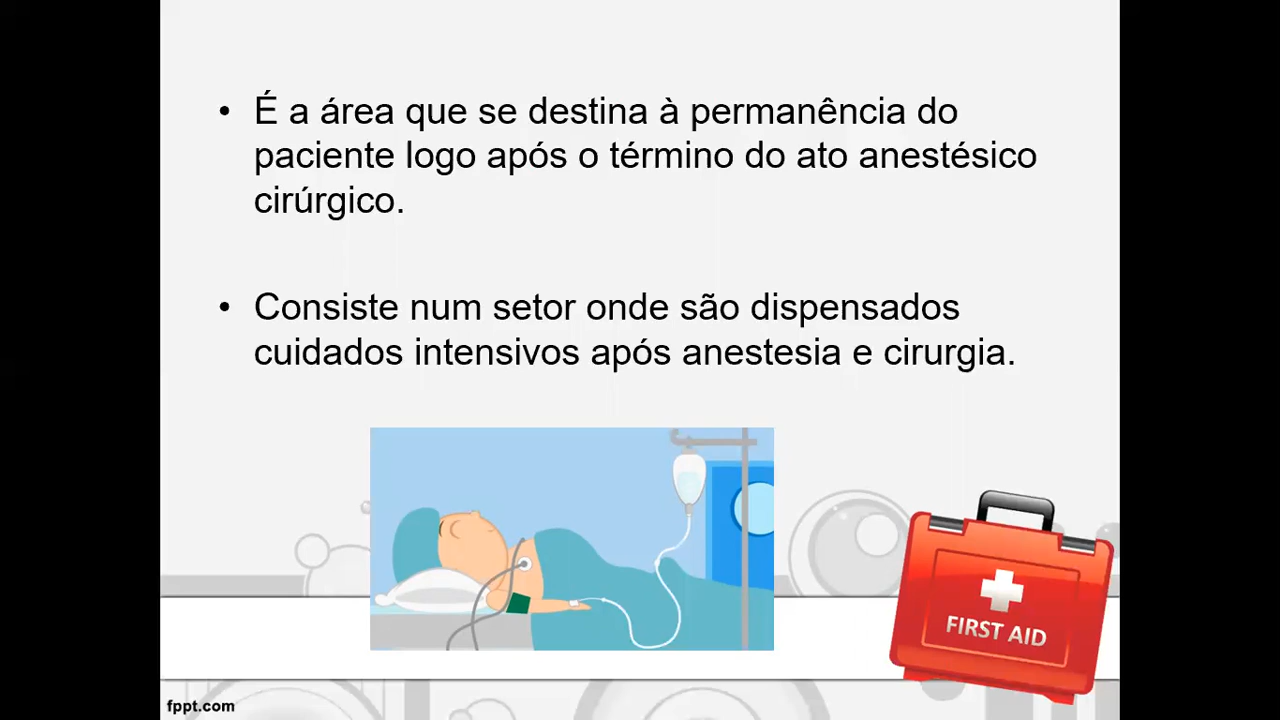 • É a área que se destina à permanência do
paciente logo após o término do ato anestésico
cirúrgico.
• Consiste num setor onde são dispensados
cuidados intensivos após anestesia e cirurgia.
FIRST AID
fppt.com